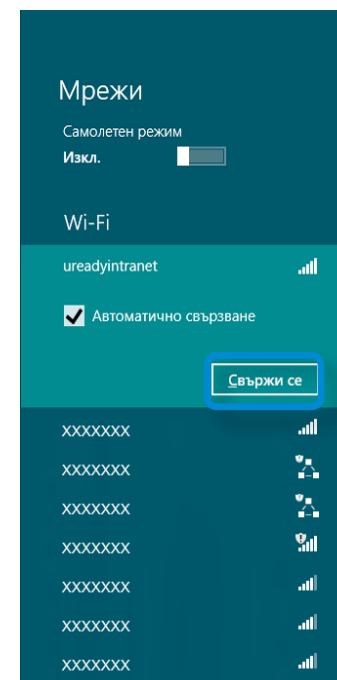 Мрежи
Самолетен режим
Изкл.
Wi-Fi
ureadyintranet
Автоматично свързване
Свържи се
xxxxxxx
xxxxxxx
xxxxxxx
xxxxxxx
xxxxxxx
xxxxxxx
xxxxxxx